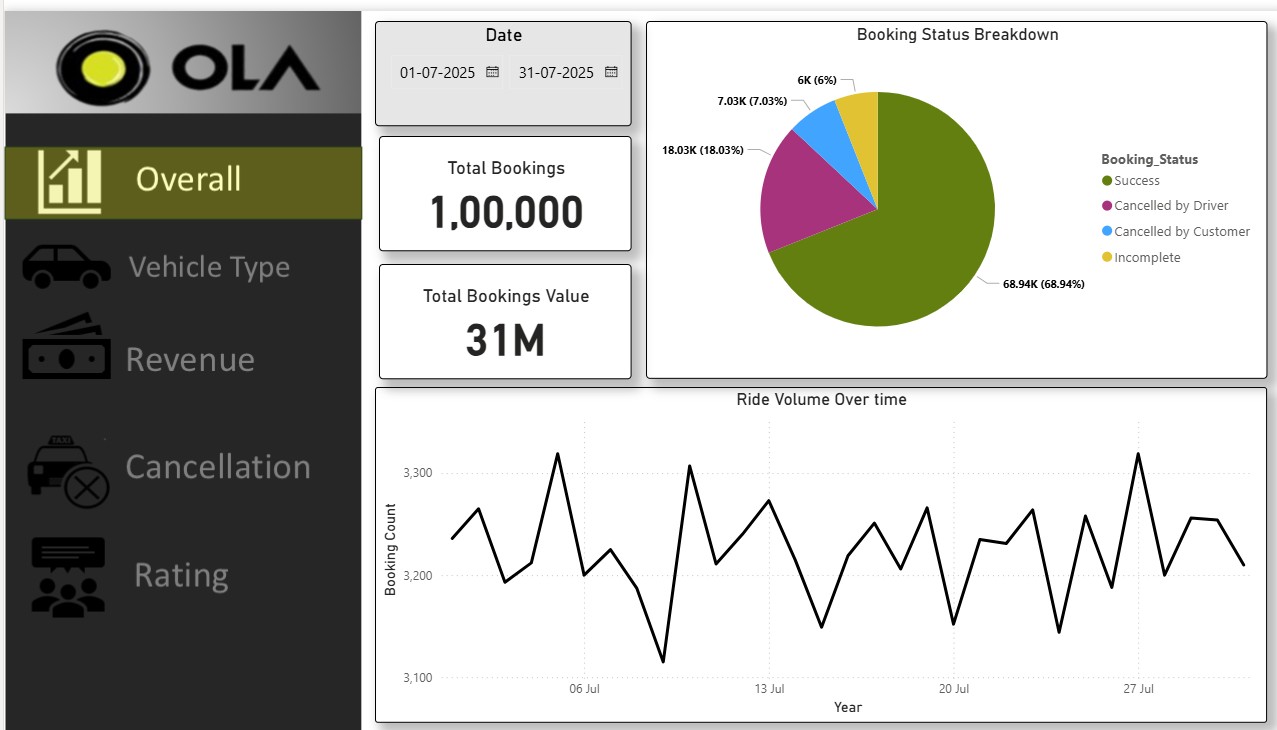 OLA
Overall
Vehicle Type
Revenue
TAXI
Cancellation
Rating
Date
01-07-2025 31-07-2025
Total Bookings
1,00,000
Total Bookings Value
31M
Booking Status Breakdown
6K (6%)
7.03K (7.03%)
18.03K (18.03%)
68.94K (68.94%)
Booking_Status
Success
Cancelled by Driver
Cancelled by Customer
Incomplete
Ride Volume Over time
Booking Count
3,300
3,200
3,100
06 Jul 13 Jul 20 Jul 27 Jul
Year